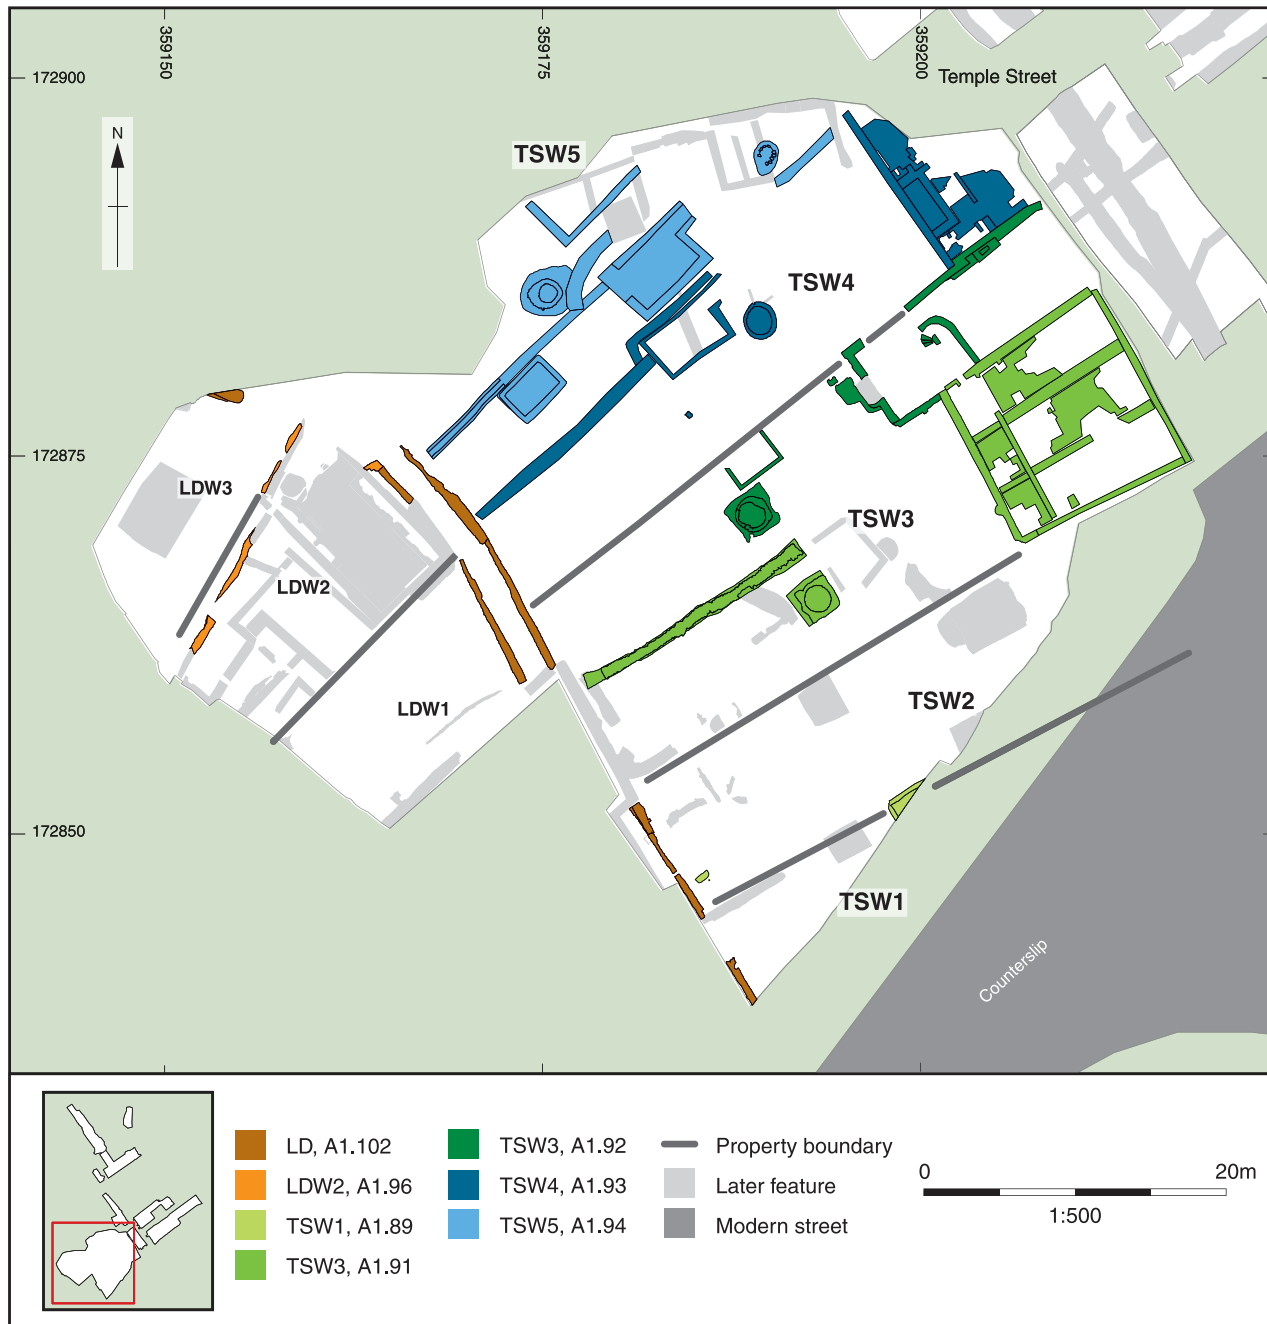 359150
359175
359200
172900
Temple Street
N
TSW5
TSW4
172875
LDW3
TSW3
LDW2
TSW2
LDW1
172850
TSW1
Counterslip
LD, A1.102
LDW2, A1.96
TSW1, A1.89
TSW3, A1.91
TSW3, A1.92
TSW4, A1.93
TSW5, A1.94
Property boundary
Later feature
Modern street
0 20m
1:500